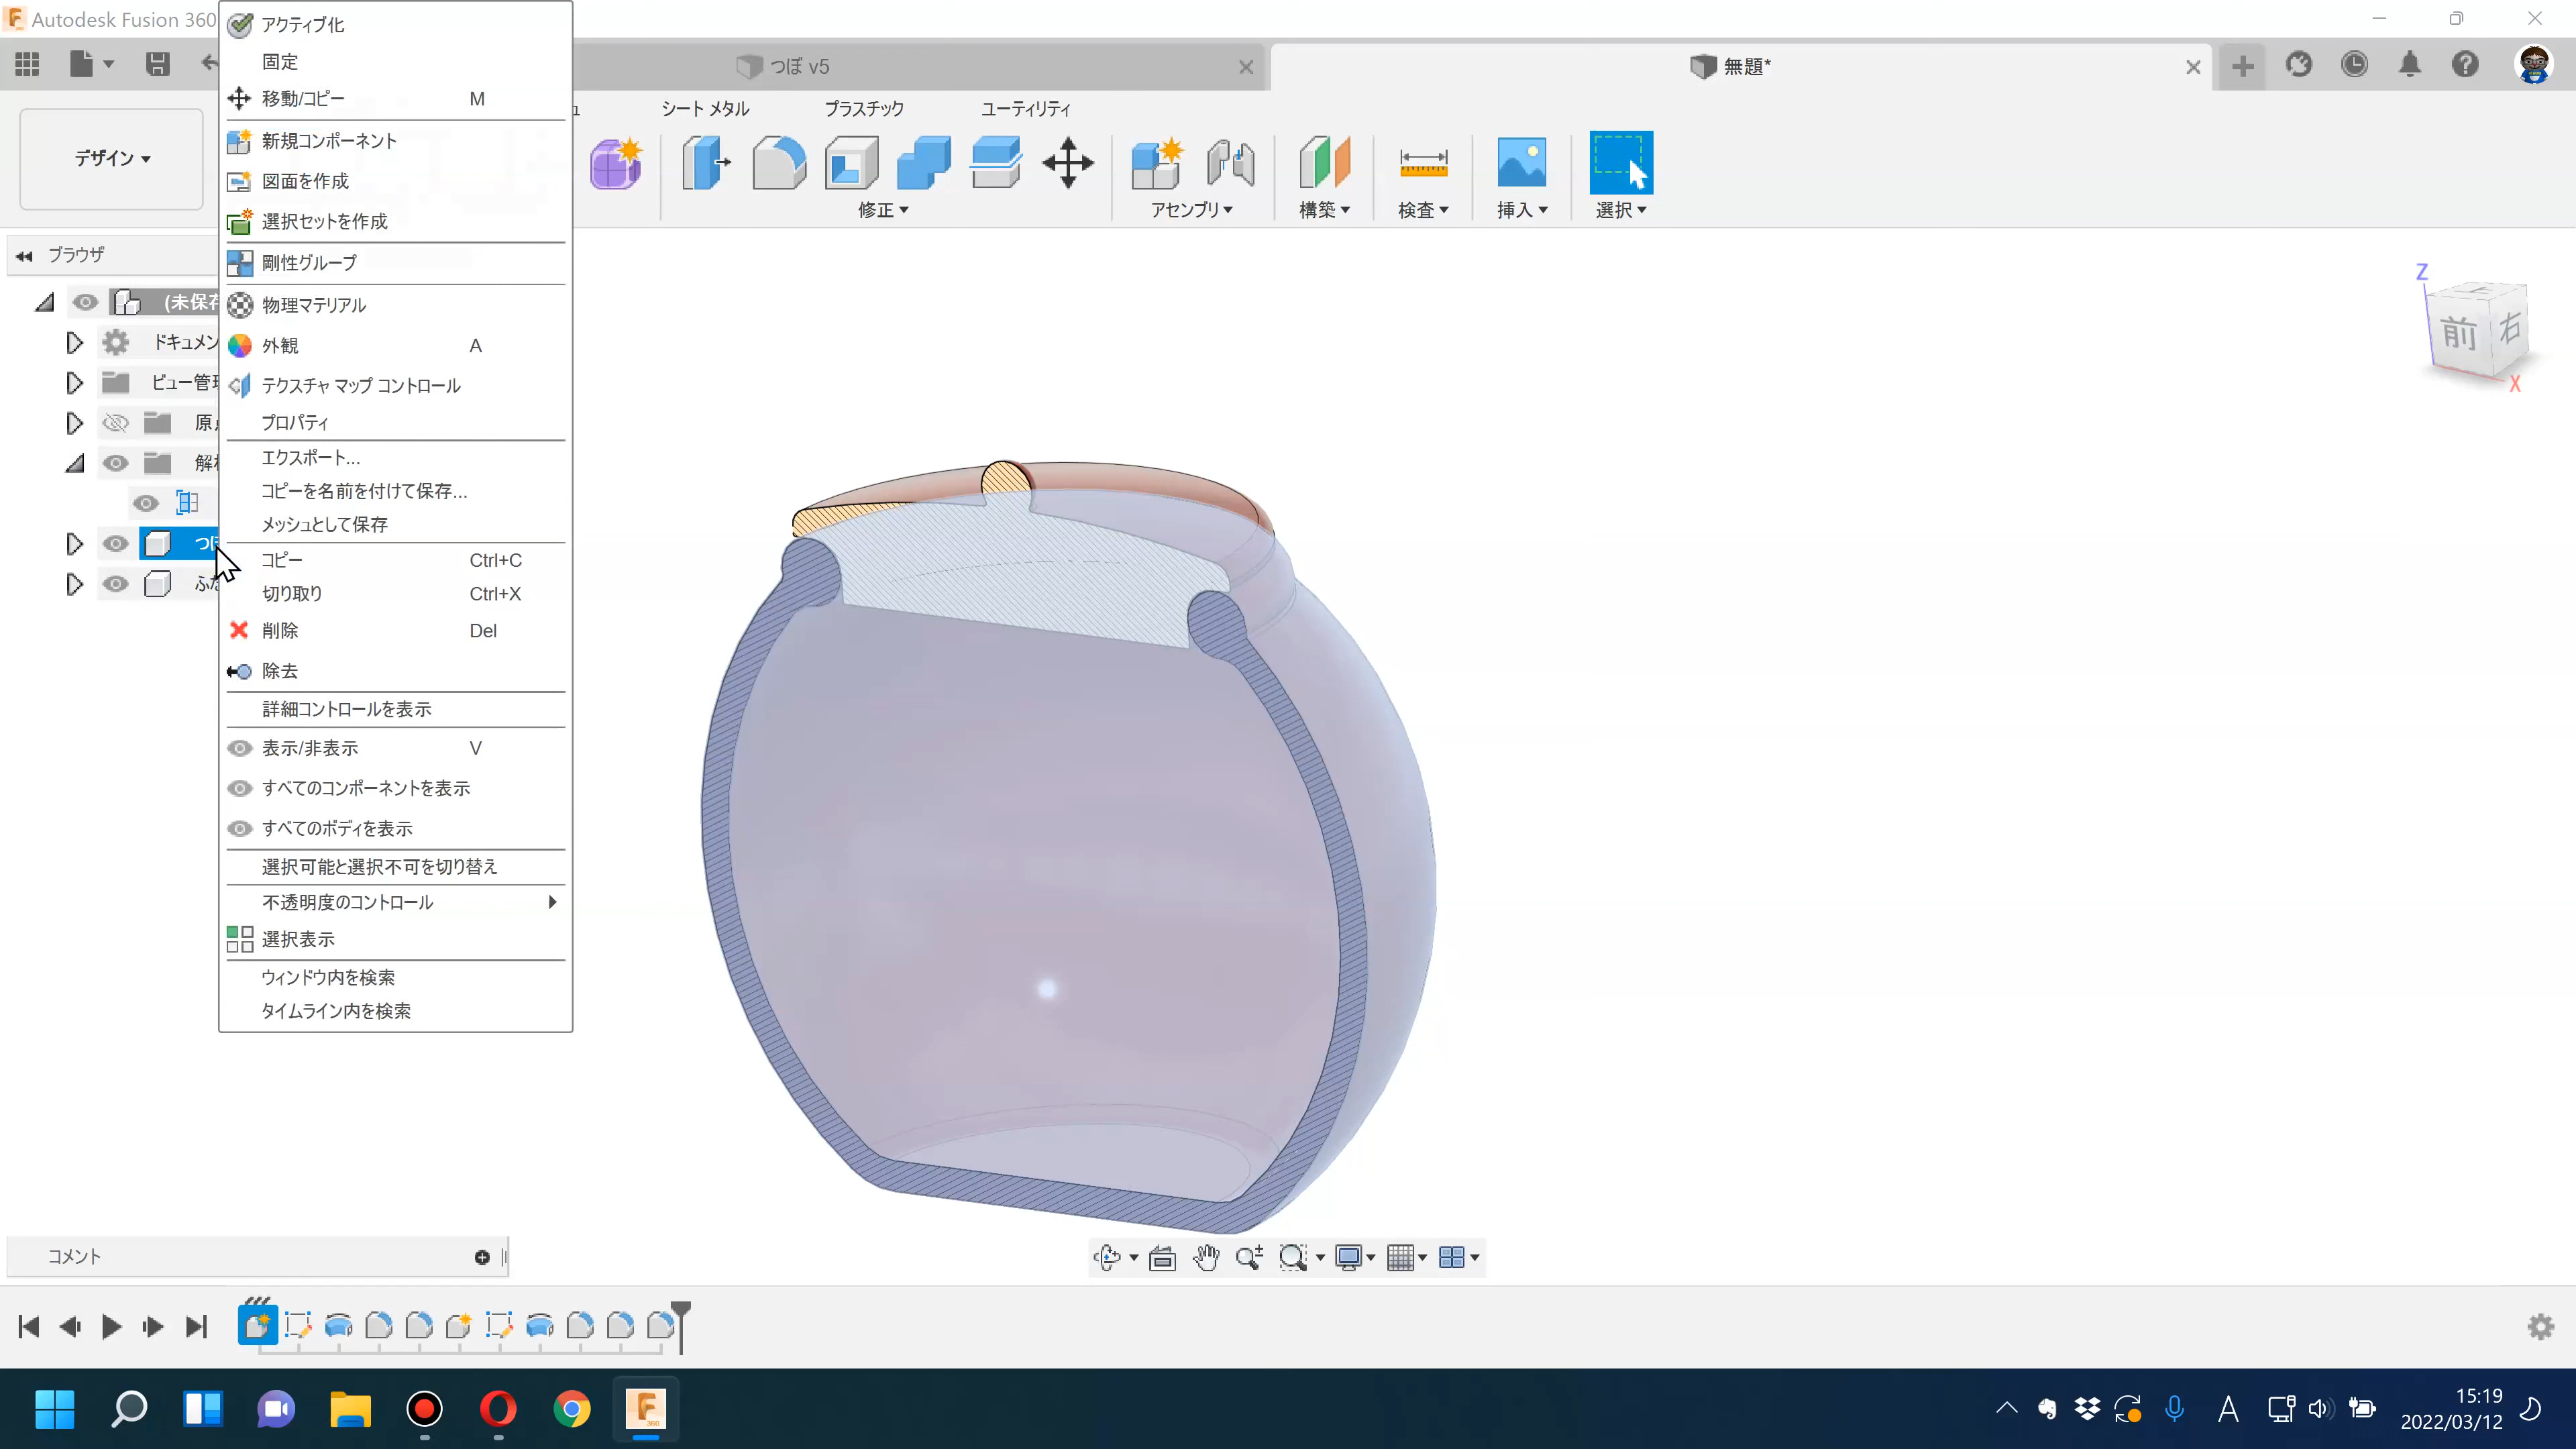 Autodesk Fusion 360
つぼ v5
無題*
デザイン
シート メタル
プラスチック
ユーティリティ
修正
アセンブリ
構築
検査
挿入
選択
ブラウザ
(未保存
ドキュメン
ビュー管理
原点
解析
つぼ
ふた
アクティブ化
固定
移動/コピー M
新規コンポーネント
図面を作成
選択セットを作成
剛性グループ
物理マテリアル
外観 A
テクスチャ マップ コントロール
プロパティ
エクスポート...
コピーを名前を付けて保存...
メッシュとして保存
コピー Ctrl+C
切り取り Ctrl+X
削除 Del
除去
詳細コントロールを表示
表示/非表示 V
すべてのコンポーネントを表示
すべてのボディを表示
選択可能と選択不可を切り替え
不透明度のコントロール
選択表示
ウィンドウ内を検索
タイムライン内を検索
Z
前
右
X
コメント
15:19
2022/03/12